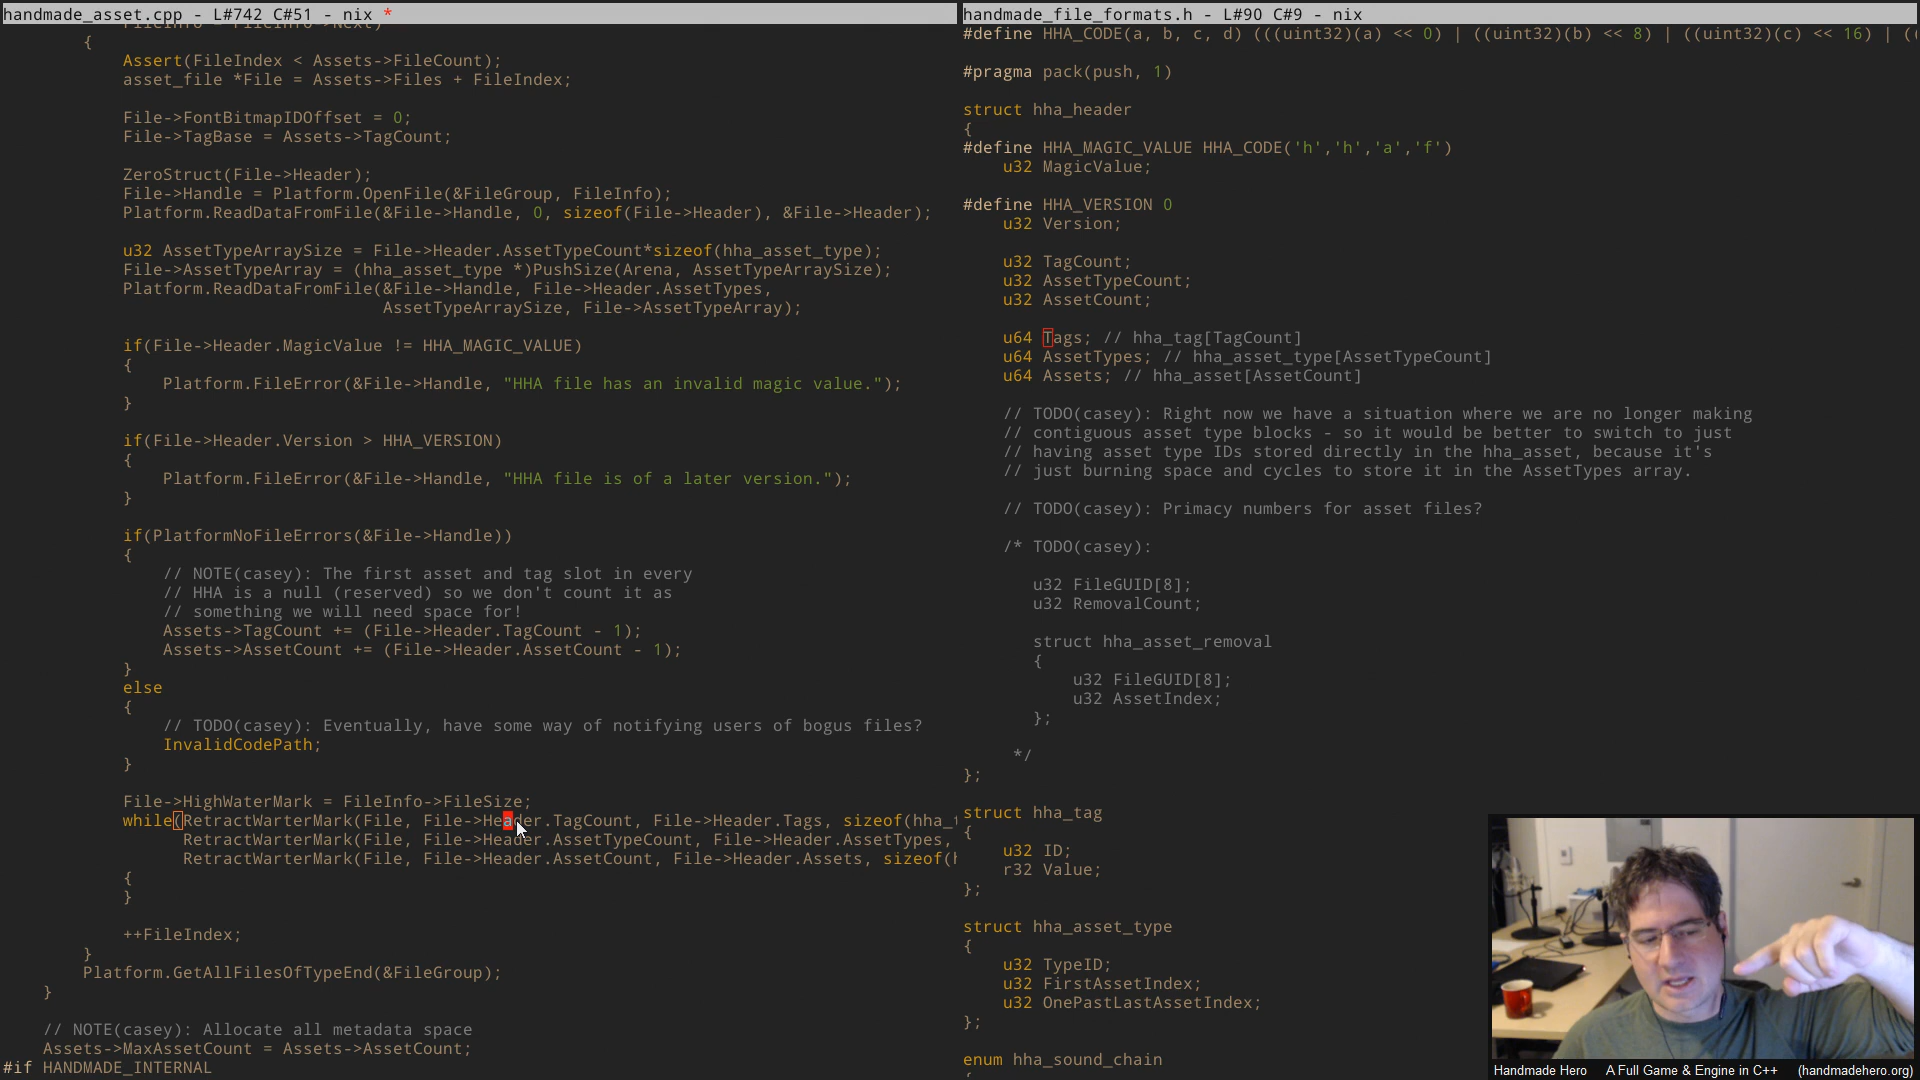 handmade_asset.cpp - L#742 C#51 - nix *
{
Assert(FileIndex < Assets->FileCount);
asset_file *File = Assets->Files + FileIndex;
File->FontBitmapIDOffset = 0;
File->TagBase = Assets->TagCount;
ZeroStruct(File->Header);
File->Handle = Platform.OpenFile(&FileGroup, FileInfo);
Platform.ReadDataFromFile(&File->Handle, 0, sizeof(File->Header), &File->Header);
u32 AssetTypeArraySize = File->Header.AssetTypeCount*sizeof(hha_asset_type);
File->AssetTypeArray = (hha_asset_type *)PushSize(Arena, AssetTypeArraySize);
Platform.ReadDataFromFile(&File->Handle, File->Header.AssetTypes,
AssetTypeArraySize, File->AssetTypeArray);
if(File->Header.MagicValue != HHA_MAGIC_VALUE)
{
Platform.FileError(&File->Handle, "HHA file has an invalid magic value.");
}
if(File->Header.Version > HHA_VERSION)
{
Platform.FileError(&File->Handle, "HHA file is of a later version.");
}
if(PlatformNoFileErrors(&File->Handle))
{
// NOTE(casey): The first asset and tag slot in every
// HHA is a null (reserved) so we don't count it as
// something we will need space for!
Assets->TagCount += (File->Header.TagCount - 1);
Assets->AssetCount += (File->Header.AssetCount - 1);
}
else
{
// TODO(casey): Eventually, have some way of notifying users of bogus files?
InvalidCodePath;
}
File->HighWaterMark = FileInfo->FileSize;
while(RetractWarterMark(File, File->Header.TagCount, File->Header.Tags, sizeof(hha_
RetractWarterMark(File, File->Header.AssetTypeCount, File->Header.AssetTypes,
RetractWarterMark(File, File->Header.AssetCount, File->Header.Assets, sizeof(
{
}
++FileIndex;
}
Platform.GetAllFilesOfTypeEnd(&FileGroup);
}
// NOTE(casey): Allocate all metadata space
Assets->MaxAssetCount = Assets->AssetCount;
#if HANDMADE_INTERNAL
handmade_file_formats.h - L#90 C#9 - nix
#define HHA_CODE(a, b, c, d) (((uint32)(a) << 0) | ((uint32)(b) << 8) | ((uint32)(c) << 16) | (
#pragma pack(push, 1)
struct hha_header
{
#define HHA_MAGIC_VALUE HHA_CODE('h','h','a','f')
u32 MagicValue;
#define HHA_VERSION 0
u32 Version;
u32 TagCount;
u32 AssetTypeCount;
u32 AssetCount;
u64 Tags; // hha_tag[TagCount]
u64 AssetTypes; // hha_asset_type[AssetTypeCount]
u64 Assets; // hha_asset[AssetCount]
// TODO(casey): Right now we have a situation where we are no longer making
// contiguous asset type blocks - so it would be better to switch to just
// having asset type IDs stored directly in the hha_asset, because it's
// just burning space and cycles to store it in the AssetTypes array.
// TODO(casey): Primacy numbers for asset files?
/* TODO(casey):
u32 FileGUID[8];
u32 RemovalCount;
struct hha_asset_removal
{
u32 FileGUID[8];
u32 AssetIndex;
};
*/
};
struct hha_tag
{
u32 ID;
r32 Value;
};
struct hha_asset_type
{
u32 TypeID;
u32 FirstAssetIndex;
u32 OnePastLastAssetIndex;
};
enum hha_sound_chain
Handmade Hero A Full Game & Engine in C++ (handmadehero.org)